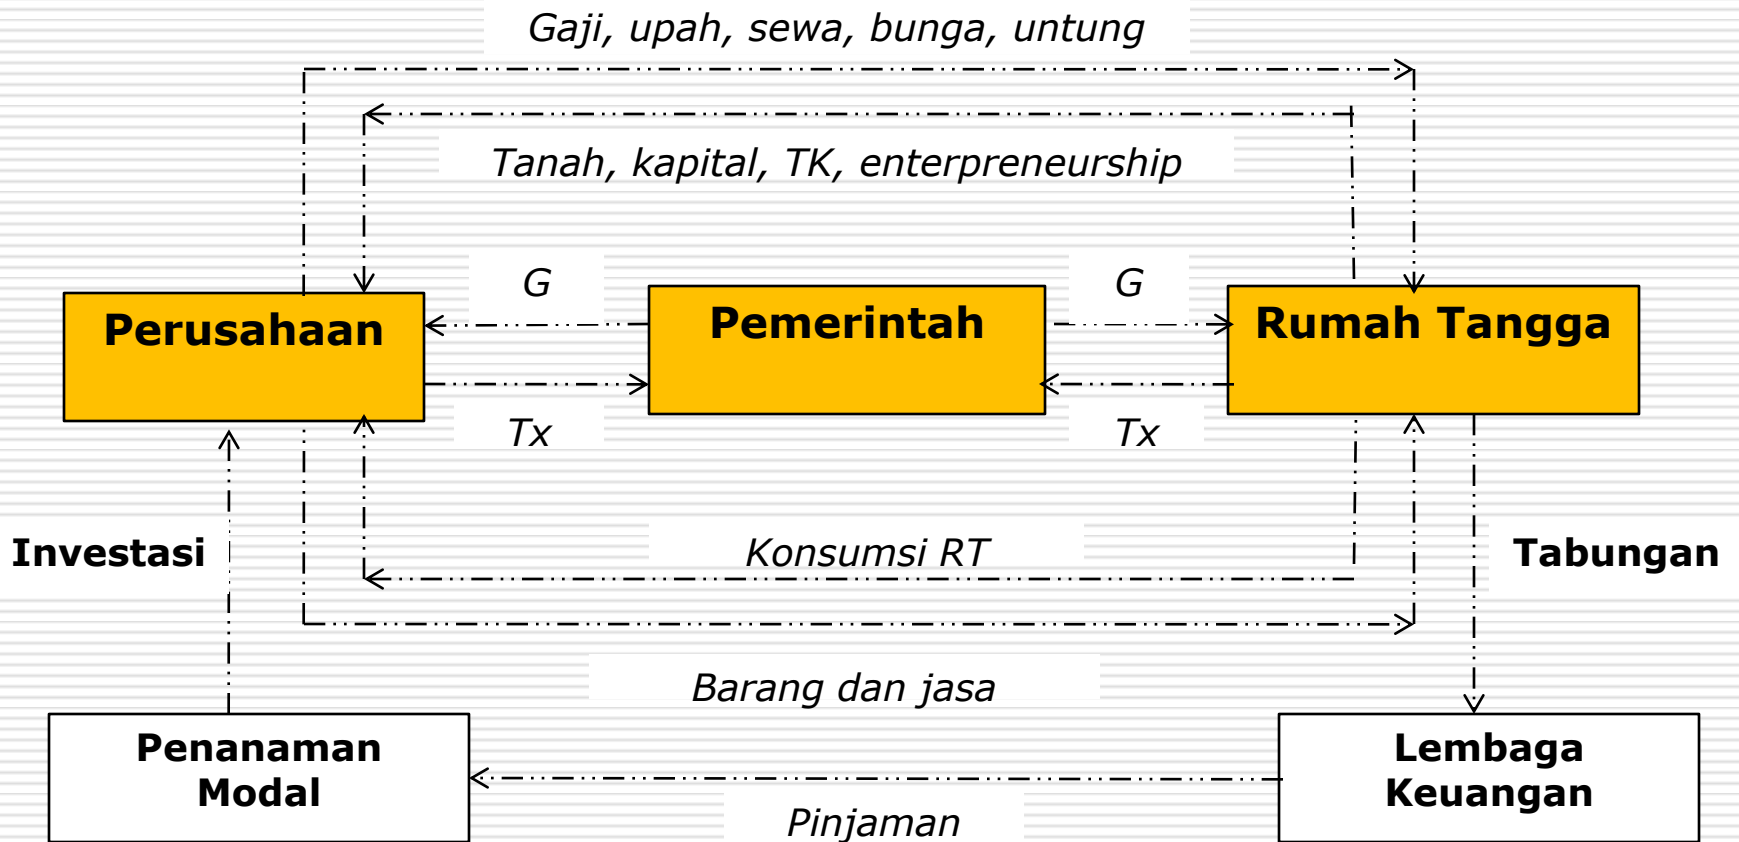 Gaji, upah, sewa, bunga, untung
Tanah, kapital, TK, enterpreneurship
G
G
Perusahaan
Pemerintah
Rumah Tangga
Tx
Tx
Investasi
Konsumsi RT
Tabungan
Barang dan jasa
Penanaman
Modal
Lembaga
Keuangan
Pinjaman